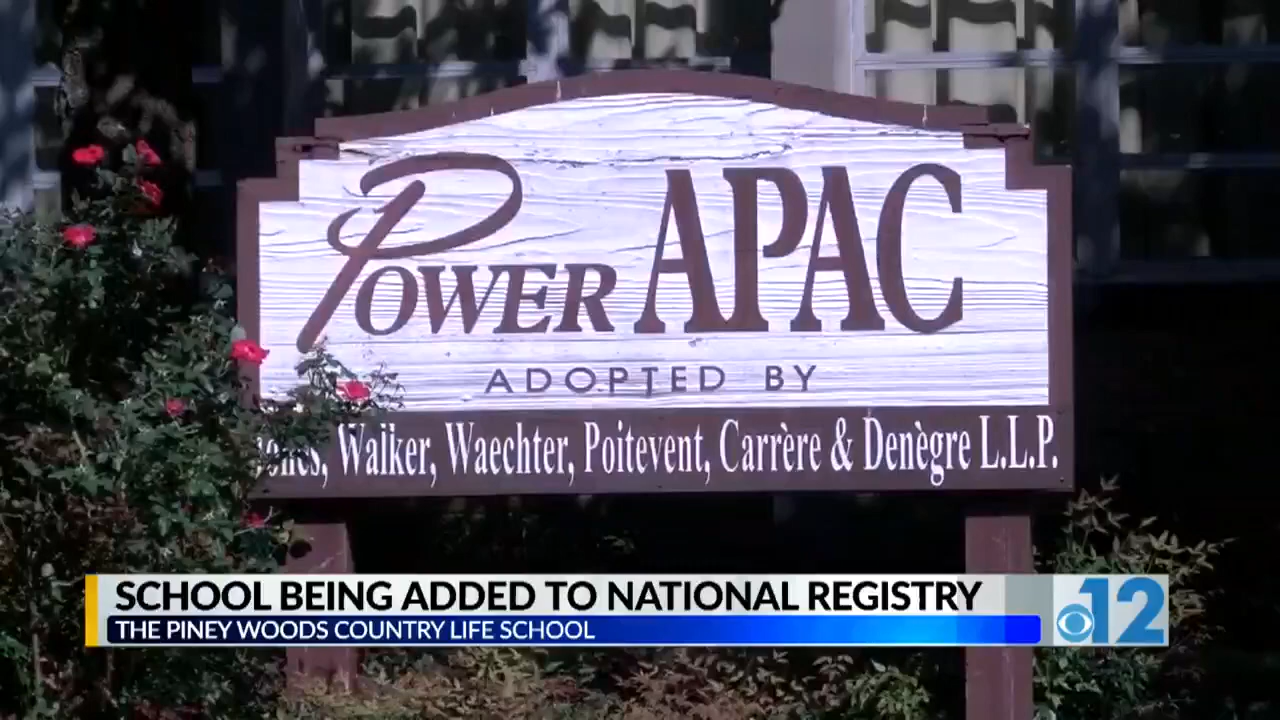 POWER APAC
ADOPTED BY
Walker, Waechter, Poitevent, Carrère & Denègre L.L.P.
SCHOOL BEING ADDED TO NATIONAL REGISTRY
THE PINEY WOODS COUNTRY LIFE SCHOOL
12